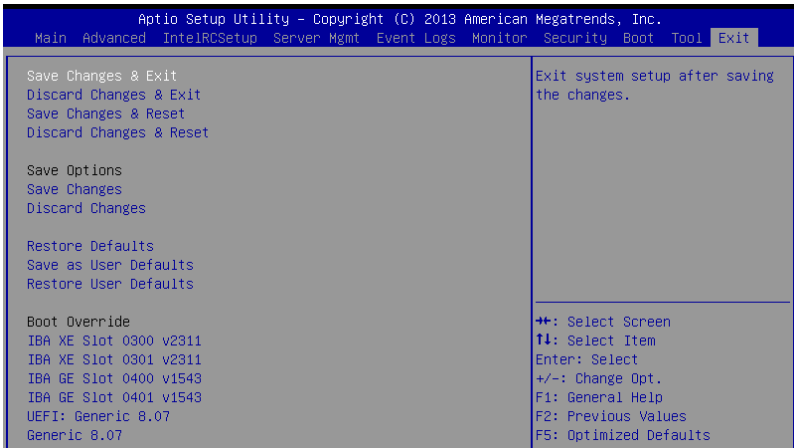 Aptio Setup Utility – Copyright (C) 2013 American Megatrends, Inc.
Main Advanced IntelRCSetup Server Mgmt Event Logs Monitor Security Boot Tool Exit
Save Changes & Exit
Discard Changes & Exit
Save Changes & Reset
Discard Changes & Reset
Save Options
Save Changes
Discard Changes
Restore Defaults
Save as User Defaults
Restore User Defaults
Boot Override
IBA XE Slot 0300 v2311
IBA XE Slot 0301 v2311
IBA GE Slot 0400 v1543
IBA GE Slot 0401 v1543
UEFI: Generic 8.07
Generic 8.07
Exit system setup after saving
the changes.
→←: Select Screen
↑↓: Select Item
Enter: Select
+/-: Change Opt.
F1: General Help
F2: Previous Values
F5: Optimized Defaults